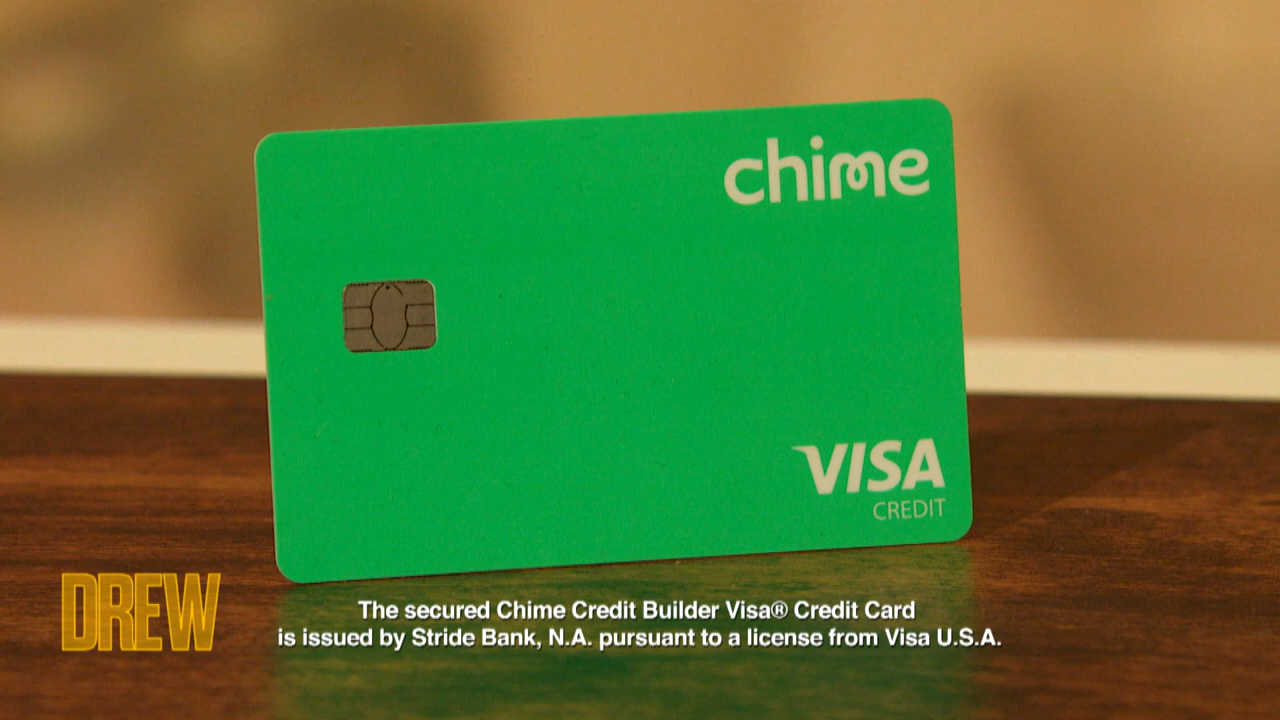 chime
VISA
CREDIT
DREW
The secured Chime Credit Builder Visa® Credit Card
is issued by Stride Bank, N.A. pursuant to a license from Visa U.S.A.